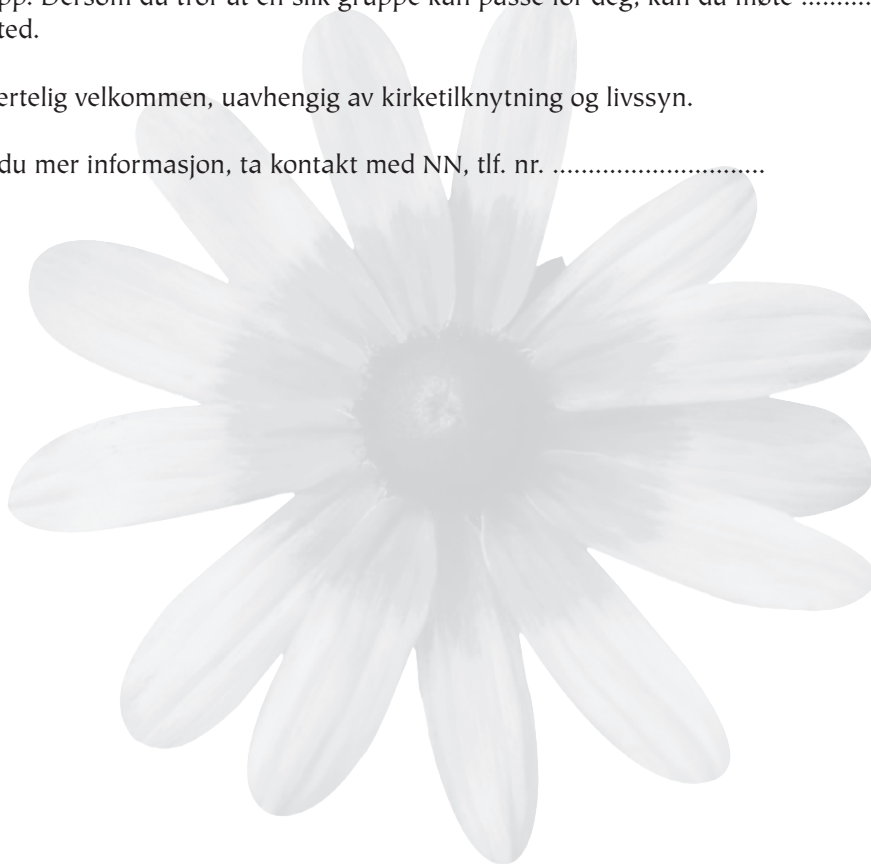 pp. Dersom du tror at en slik gruppe kan passe for deg, kan du møte .........
ted.
ertelig velkommen, uavhengig av kirketilknytning og livssyn.
du mer informasjon, ta kontakt med NN, tlf. nr. ..............................